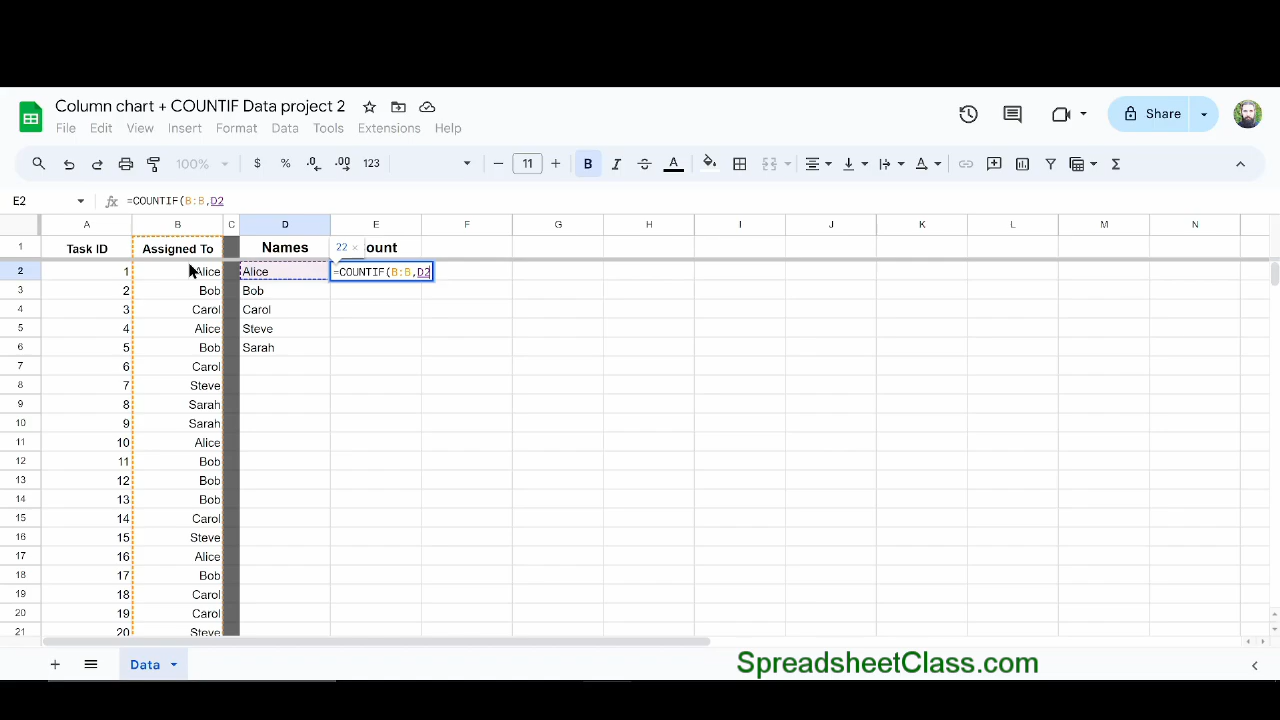 Column chart + COUNTIF Data project 2
File Edit View Insert Format Data Tools Extensions Help
Share
100% $ % .0 .00 123 11 B I S A
E2 fx =COUNTIF(B:B,D2
A B C D E F G H I J K L M N
1 Task ID Assigned To Names 22 × ount
2 1 Alice Alice =COUNTIF(B:B,D2
3 2 Bob Bob
4 3 Carol Carol
5 4 Alice Steve
6 5 Bob Sarah
7 6 Carol
8 7 Steve
9 8 Sarah
10 9 Sarah
11 10 Alice
12 11 Bob
13 12 Bob
14 13 Bob
15 14 Carol
16 15 Steve
17 16 Alice
18 17 Bob
19 18 Carol
20 19 Carol
21 20 Steve
Data
SpreadsheetClass.com